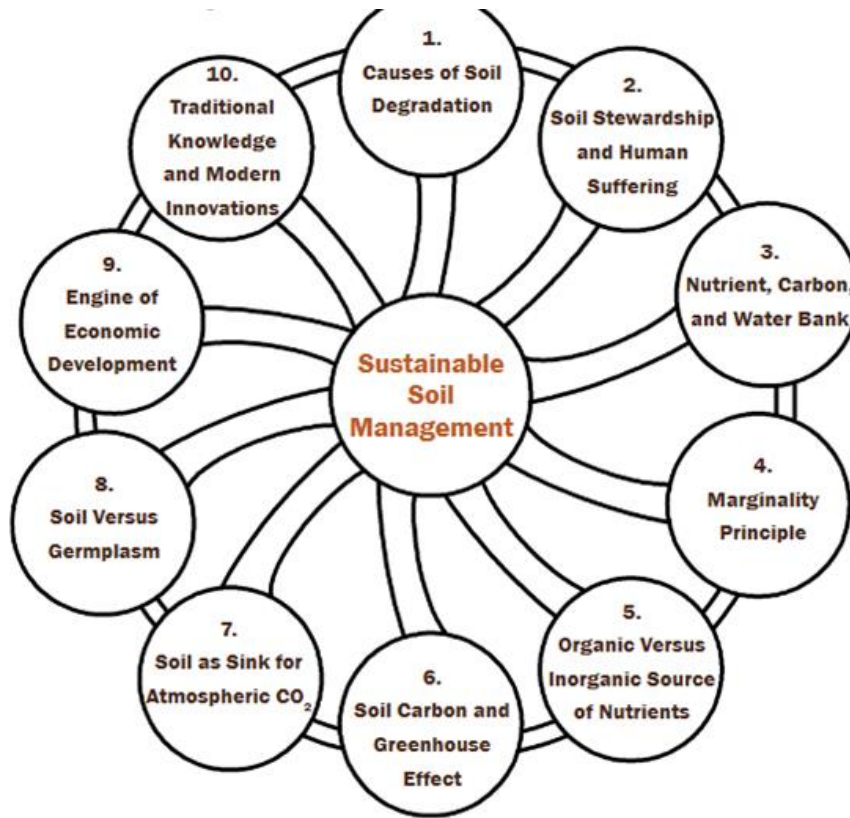 1.
Causes of Soil
Degradation
2.
Soil Stewardship
and Human
Suffering
3.
Nutrient, Carbon,
and Water Bank
4.
Marginality
Principle
5.
Organic Versus
Inorganic Source
of Nutrients
6.
Soil Carbon and
Greenhouse
Effect
7.
Soil as Sink for
Atmospheric CO₂
8.
Soil Versus
Germplasm
9.
Engine of
Economic
Development
10.
Traditional
Knowledge
and Modern
Innovations
Sustainable
Soil
Management